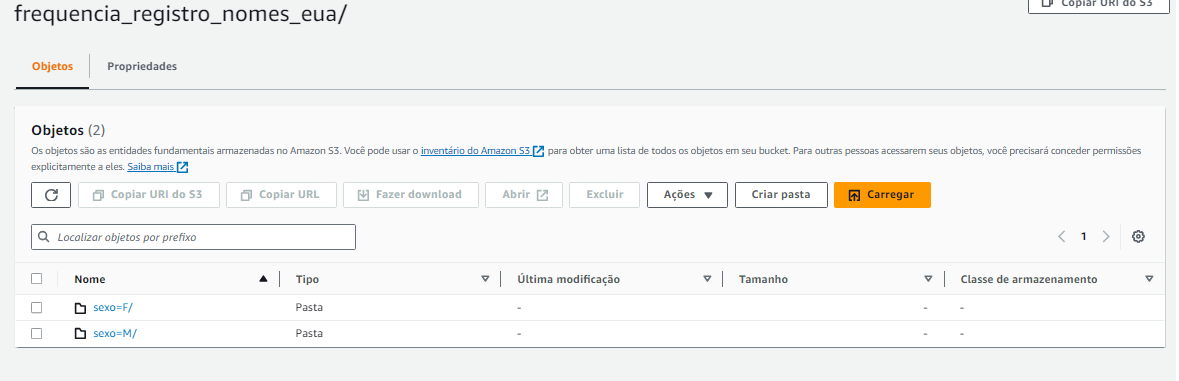 frequencia_registro_nomes_eua/
Copiar URI do S3
Objetos
Propriedades
Objetos (2)
Os objetos são as entidades fundamentais armazenadas no Amazon S3. Você pode usar o inventário do Amazon S3 para obter uma lista de todos os objetos em seu bucket. Para outras pessoas acessarem seus objetos, você precisará conceder permissões
explicitamente a eles. Saiba mais
Copiar URI do S3
Copiar URL
Fazer download
Abrir
Excluir
Ações
Criar pasta
Carregar
Localizar objetos por prefixo
1
Nome Tipo Última modificação Tamanho Classe de armazenamento
sexo=F/ Pasta - - -
sexo=M/ Pasta - - -